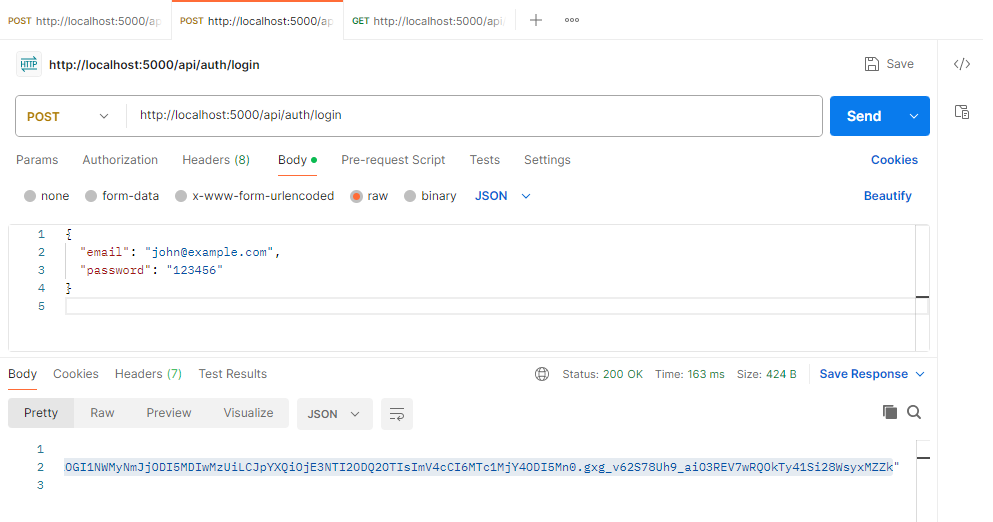 POST http://localhost:5000/ap POST http://localhost:5000/ap GET http://localhost:5000/api/
HTTP http://localhost:5000/api/auth/login Save
POST http://localhost:5000/api/auth/login Send
Params Authorization Headers (8) Body Pre-request Script Tests Settings Cookies
none form-data x-www-form-urlencoded raw binary JSON Beautify
1 {
2 "email": "john@example.com",
3 "password": "123456"
4 }
5
Body Cookies Headers (7) Test Results Status: 200 OK Time: 163 ms Size: 424 B Save Response
Pretty Raw Preview Visualize JSON
1
2 OGI1NWMyNmJjODI5MDIwMzUiLCJpYXQiOjE3NTI2ODQ2OTIsImV4cCI6MTc1MjY4ODI5Mn0.gxg_v62S78Uh9_aiO3REV7wRQOkTy41Si28WsyxMZZk"
3